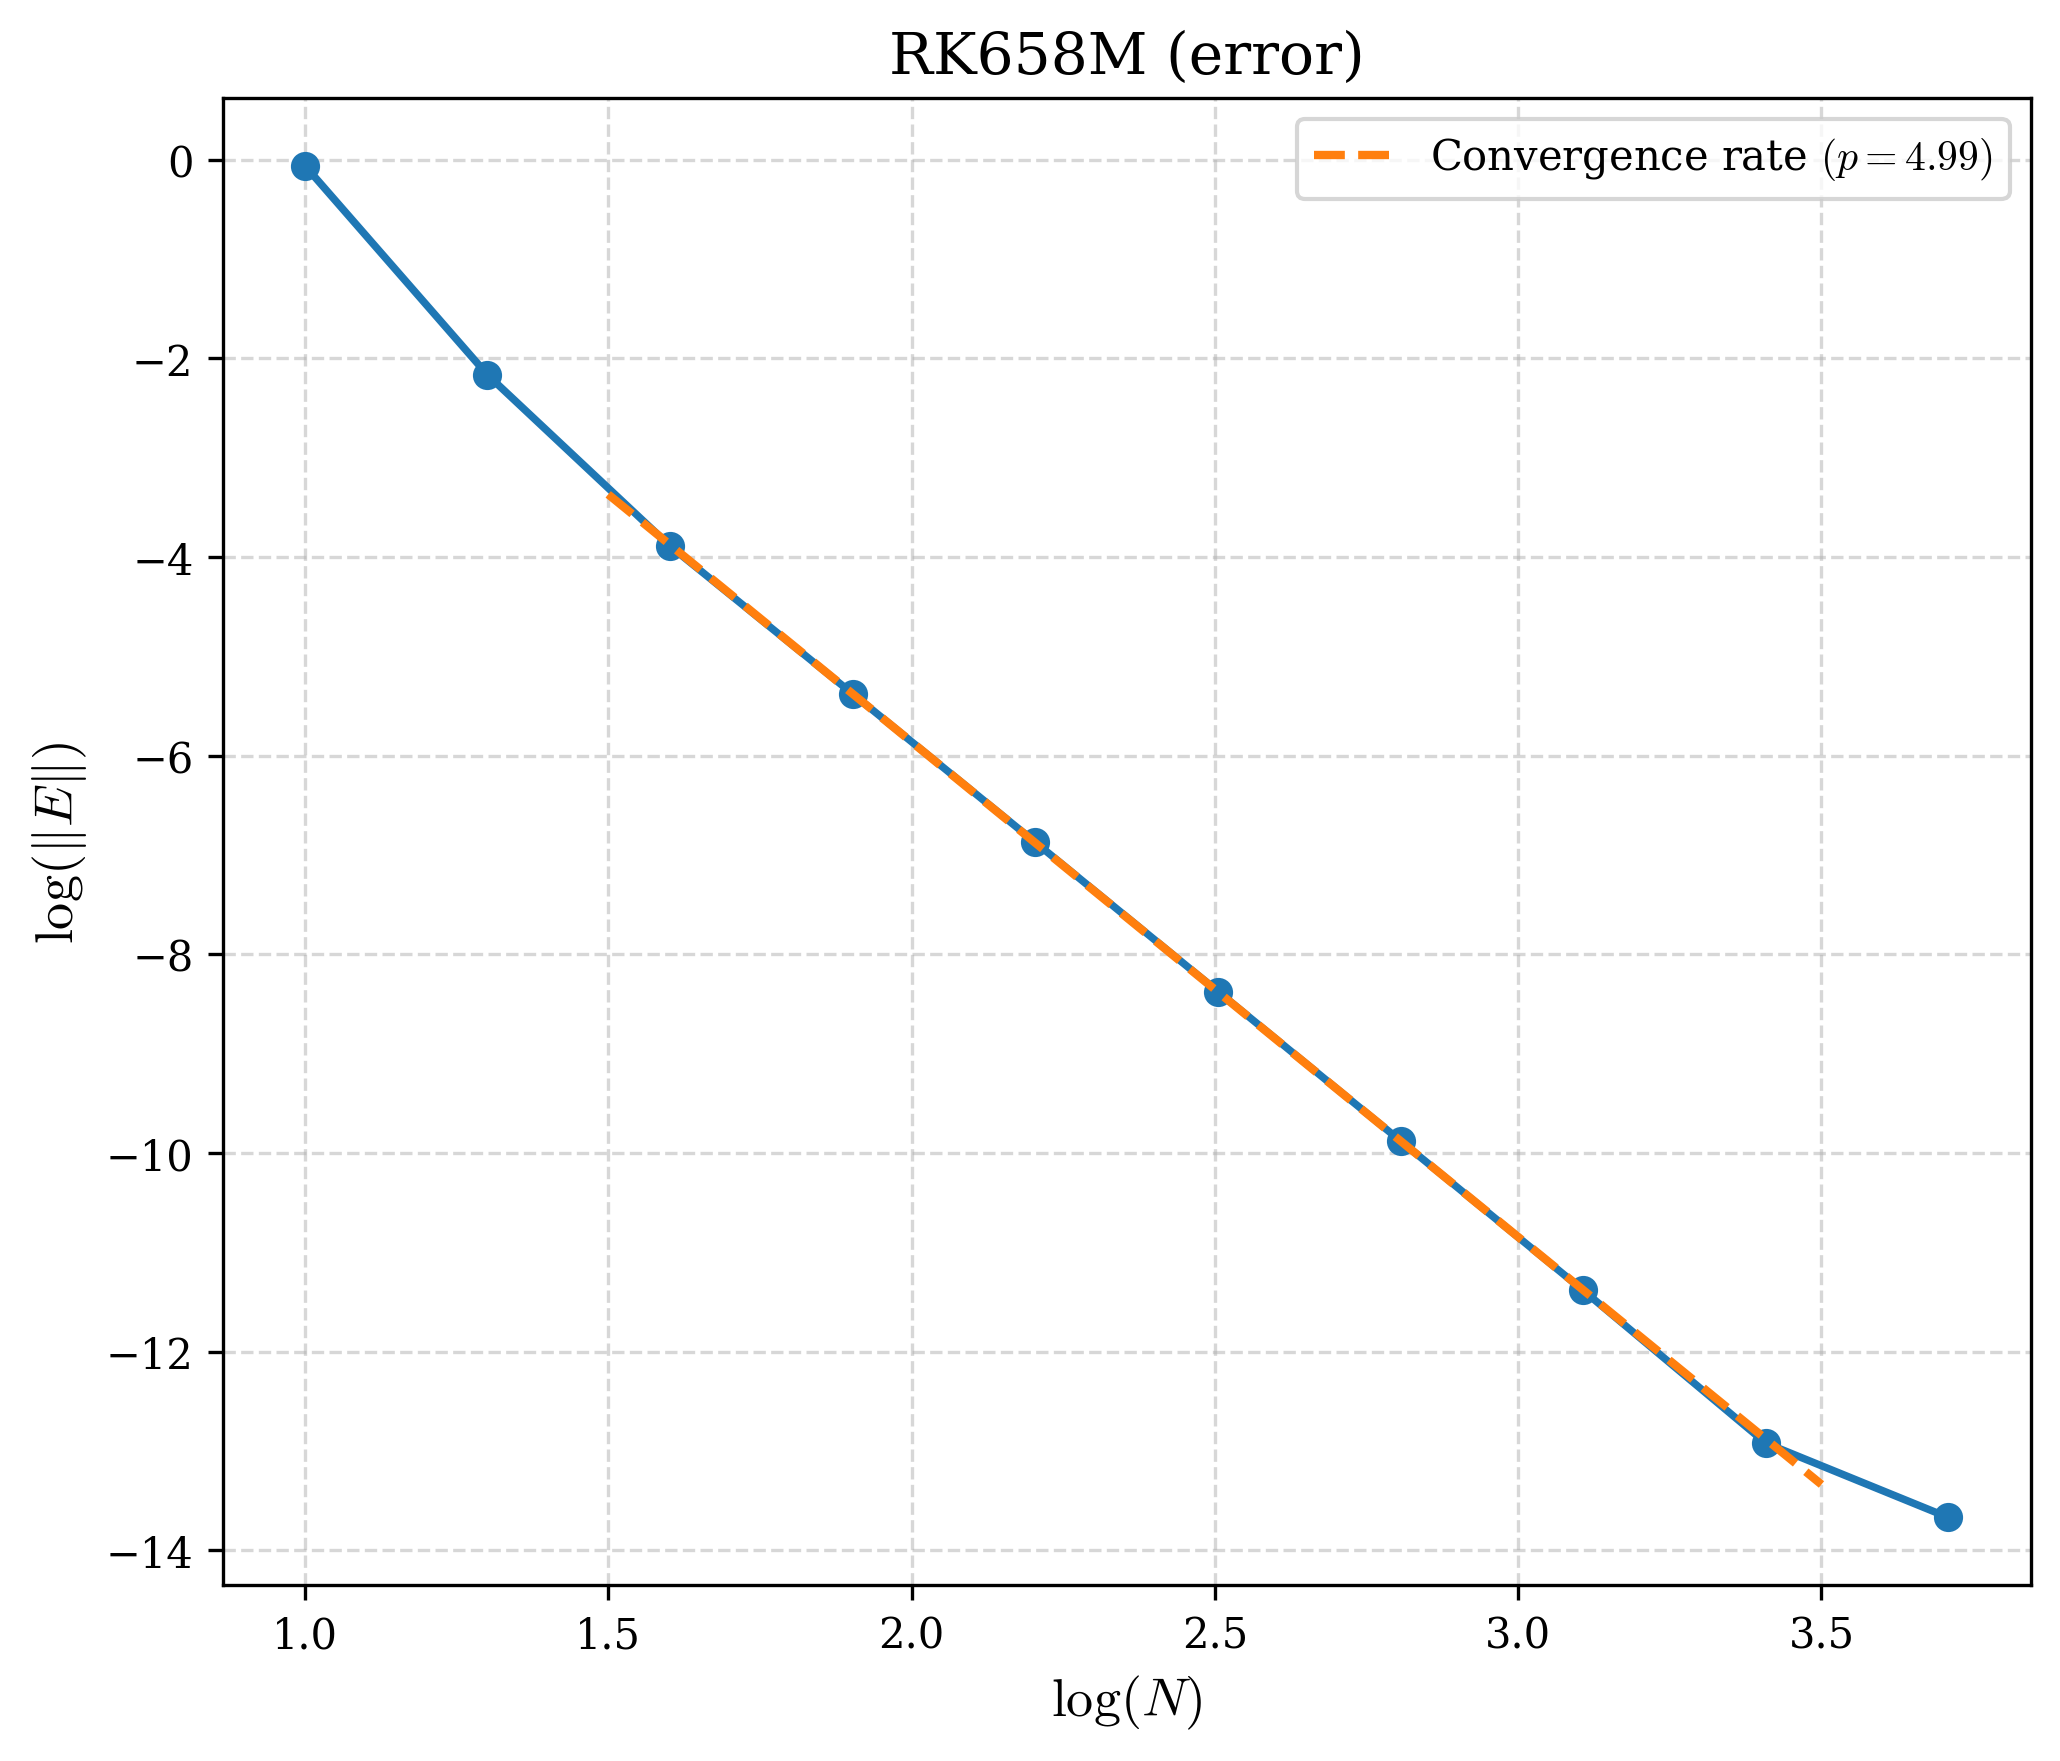 RK658M (error)
Convergence rate (p = 4.99)
log(||E||)
0
−2
−4
−6
−8
−10
−12
−14
1.0 1.5 2.0 2.5 3.0 3.5
log(N)